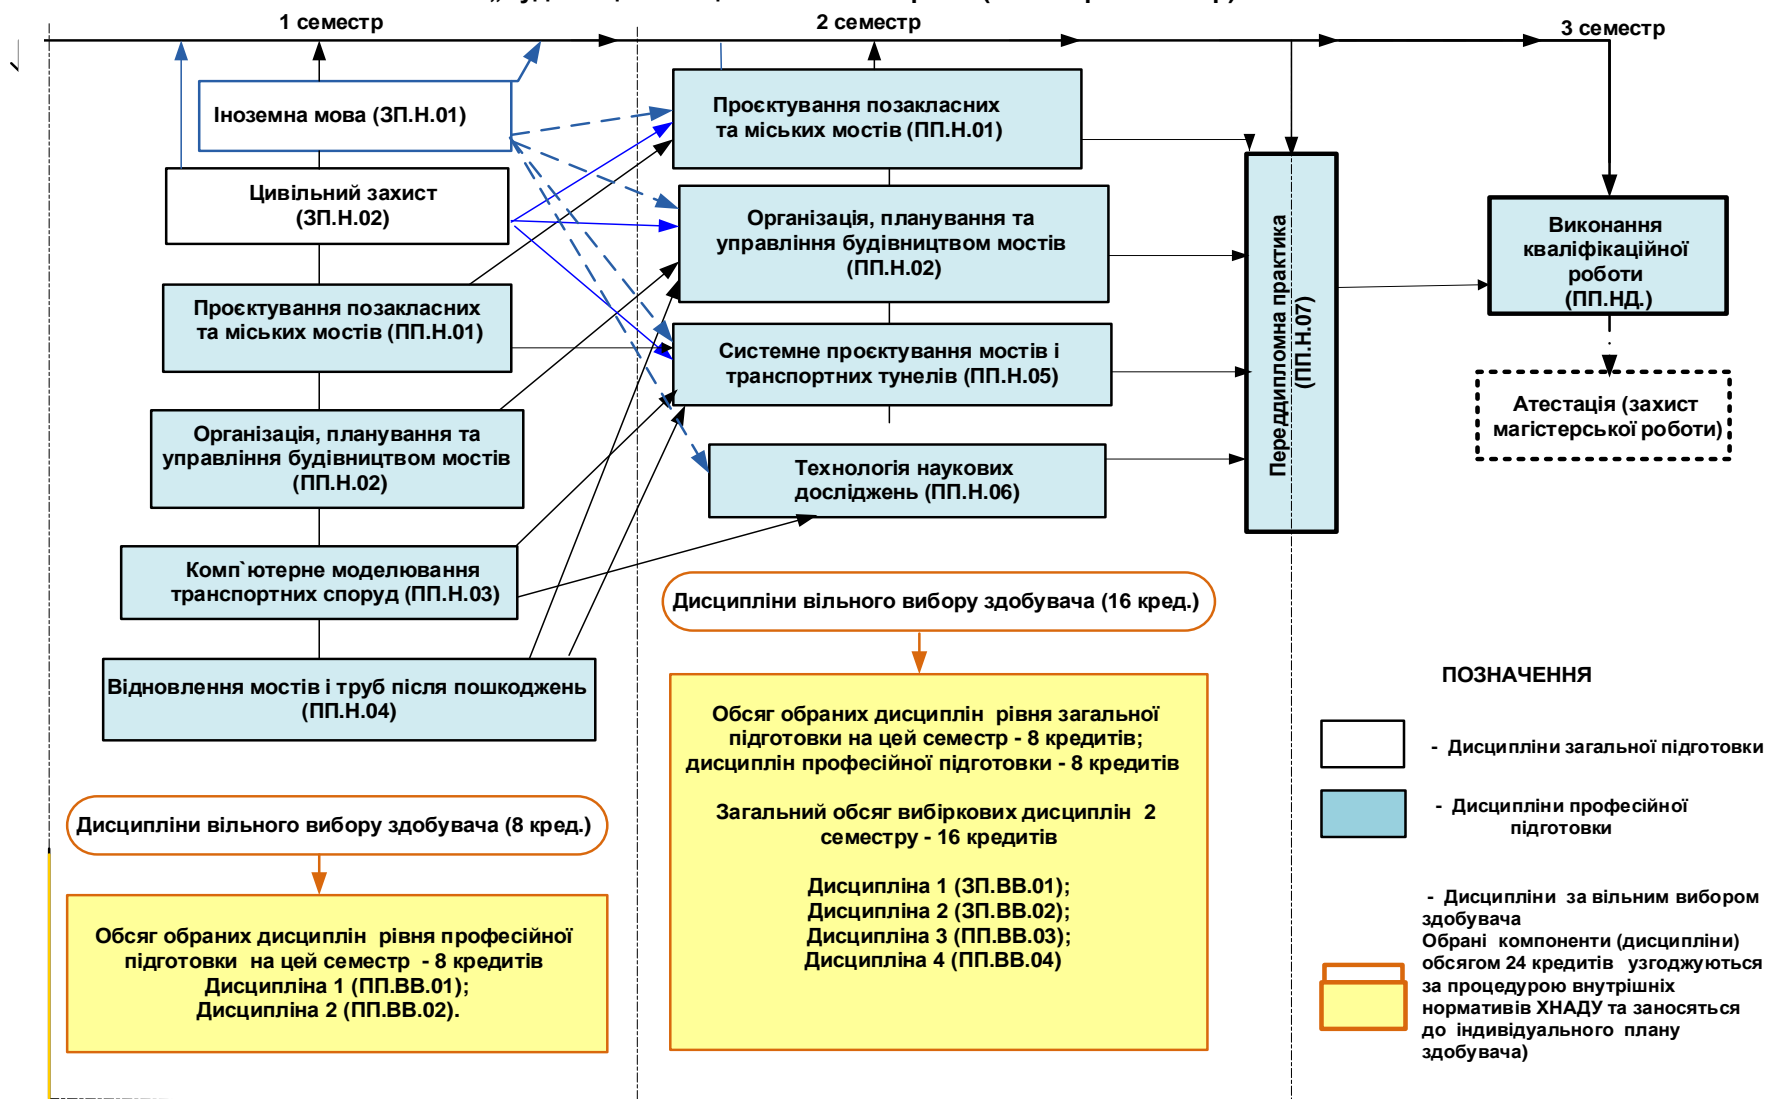 1 семестр
2 семестр
3 семестр
Іноземна мова (ЗП.Н.01)
Цивільний захист
(ЗП.Н.02)
Проєктування позакласних
та міських мостів (ПП.Н.01)
Організація, планування та
управління будівництвом мостів
(ПП.Н.02)
Комп`ютерне моделювання
транспортних споруд (ПП.Н.03)
Відновлення мостів і труб після пошкоджень
(ПП.Н.04)
Дисципліни вільного вибору здобувача (8 кред.)
Обсяг обраних дисциплін рівня професійної
підготовки на цей семестр - 8 кредитів
Дисципліна 1 (ПП.ВВ.01);
Дисципліна 2 (ПП.ВВ.02).
Проєктування позакласних
та міських мостів (ПП.Н.01)
Організація, планування та
управління будівництвом мостів
(ПП.Н.02)
Системне проєктування мостів і
транспортних тунелів (ПП.Н.05)
Технологія наукових
досліджень (ПП.Н.06)
Дисципліни вільного вибору здобувача (16 кред.)
Обсяг обраних дисциплін рівня загальної
підготовки на цей семестр - 8 кредитів;
дисциплін професійної підготовки - 8 кредитів
Загальний обсяг вибіркових дисциплін 2
семестру - 16 кредитів
Дисципліна 1 (ЗП.ВВ.01);
Дисципліна 2 (ЗП.ВВ.02);
Дисципліна 3 (ПП.ВВ.03);
Дисципліна 4 (ПП.ВВ.04)
Переддипломна практика
(ПП.Н.07)
Виконання
кваліфікаційної
роботи
(ПП.НД.)
Атестація (захист
магістерської роботи)
ПОЗНАЧЕННЯ
- Дисципліни загальної підготовки
- Дисципліни професійної
підготовки
- Дисципліни за вільним вибором
здобувача
Обрані компоненти (дисципліни)
обсягом 24 кредитів узгоджуються
за процедурою внутрішніх
нормативів ХНАДУ та заносяться
до індивідуального плану
здобувача)